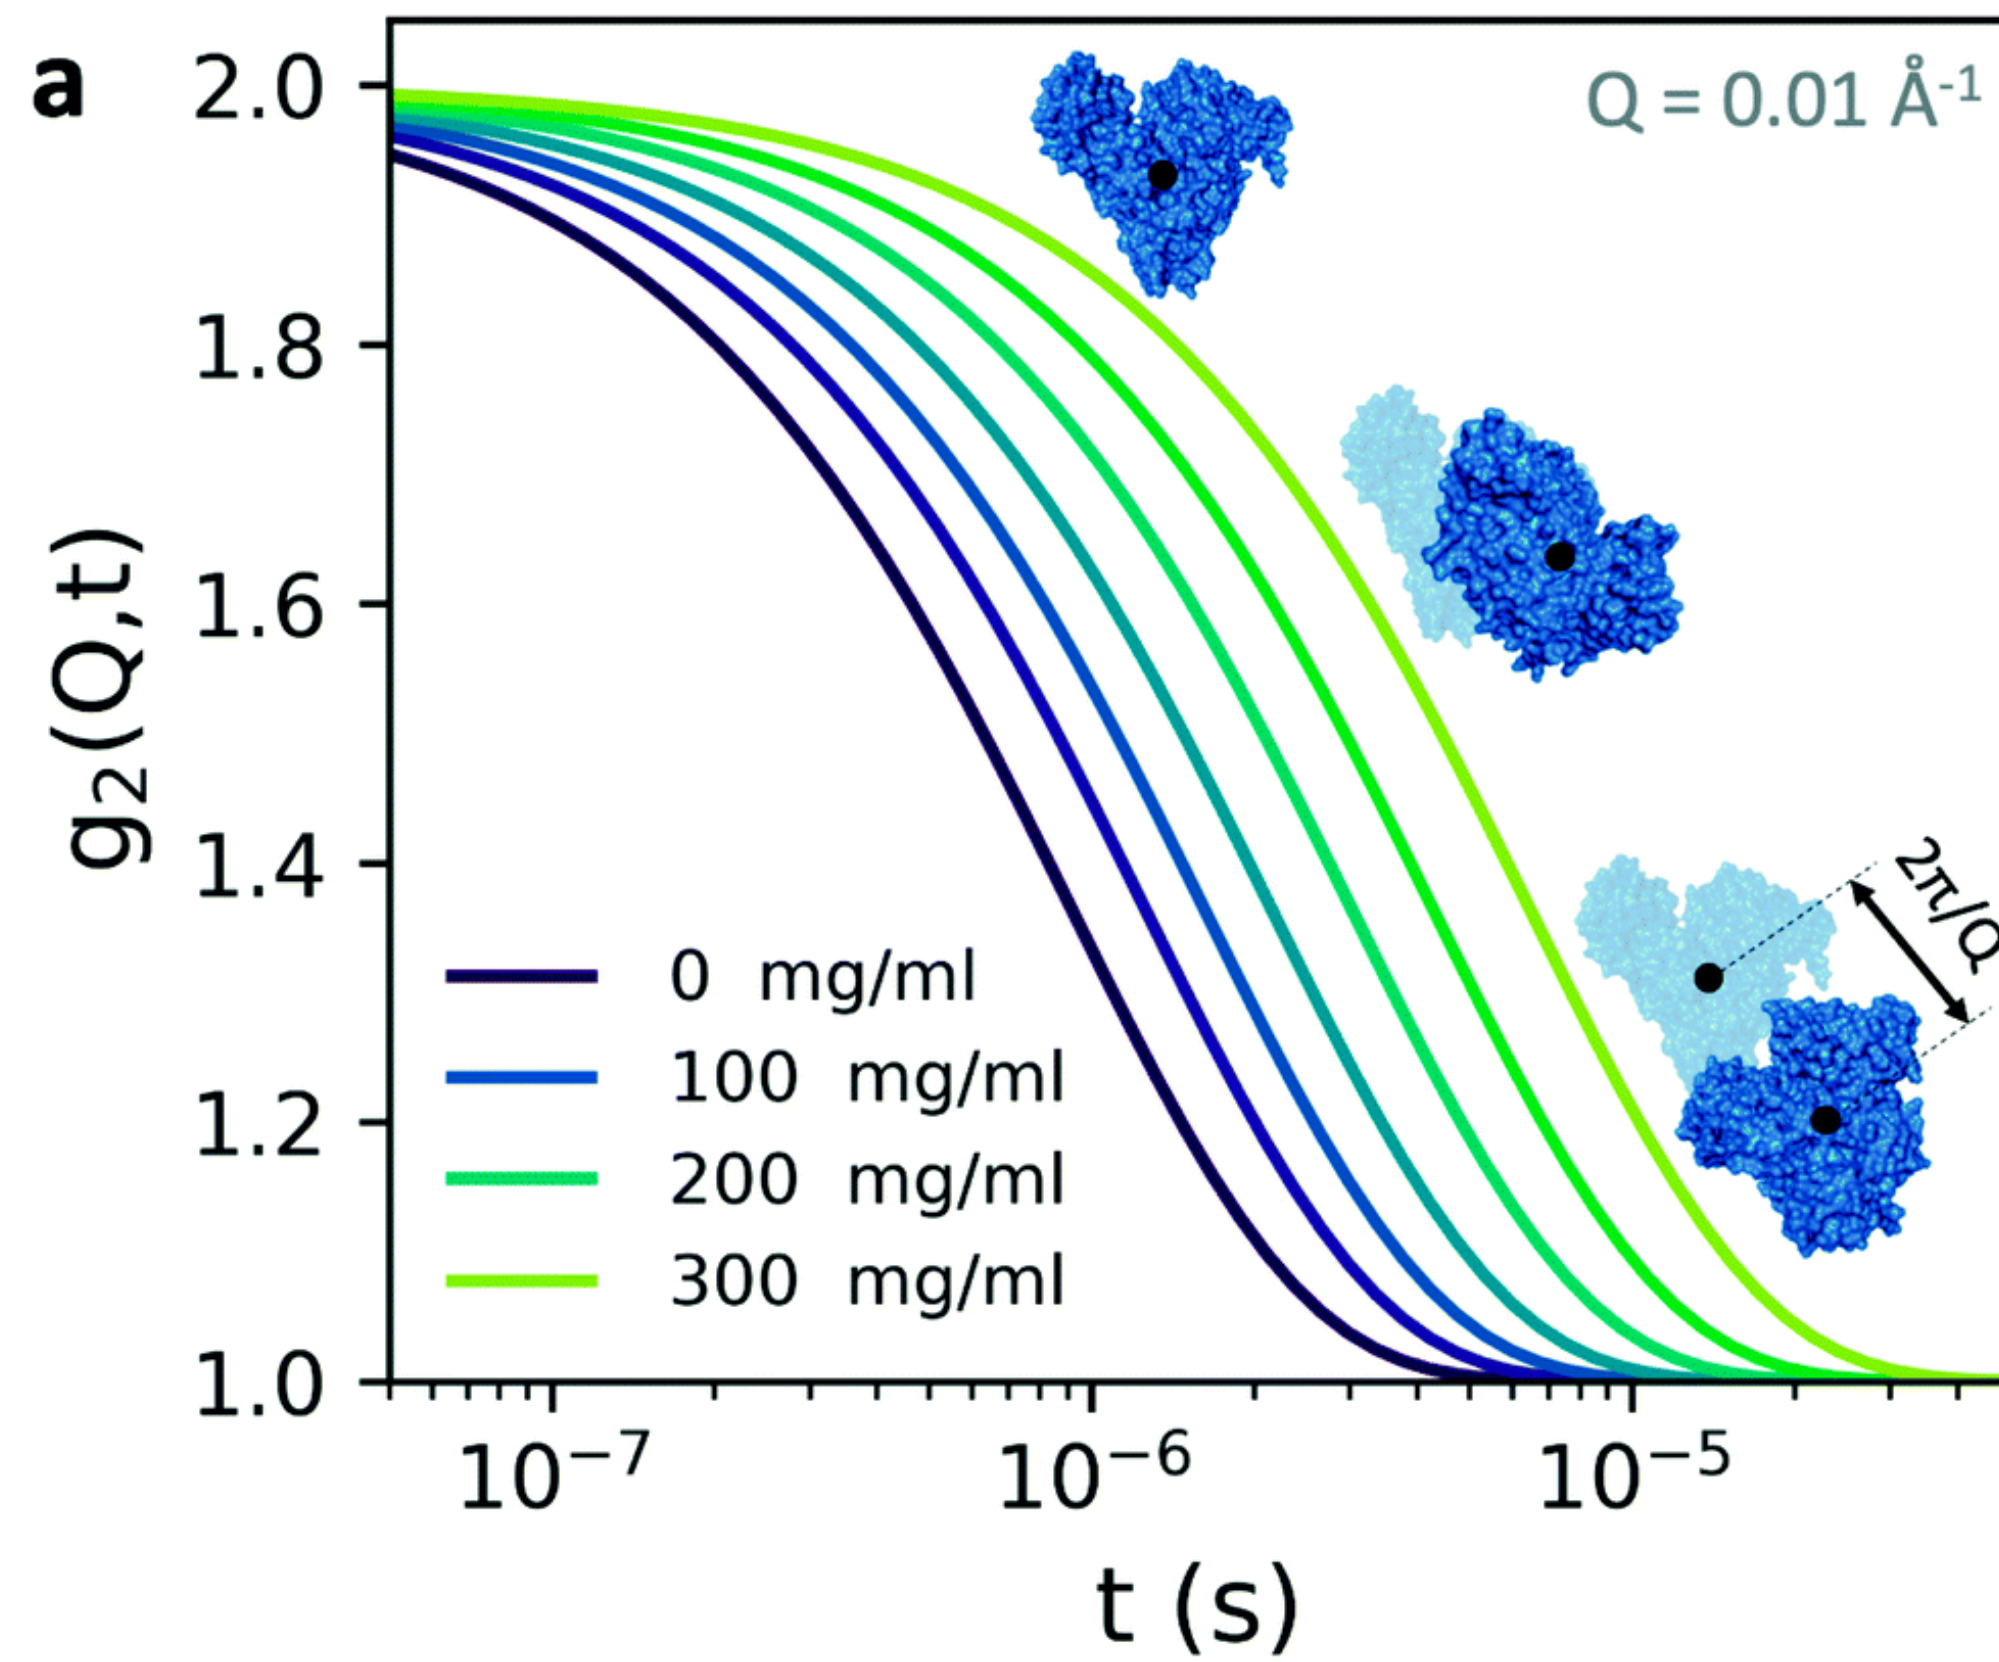 a
Q = 0.01 Å⁻¹
2.0
1.8
1.6
1.4
1.2
1.0
g₂(Q,t)
0 mg/ml
100 mg/ml
200 mg/ml
300 mg/ml
2π/Q
10⁻⁷
10⁻⁶
10⁻⁵
t (s)